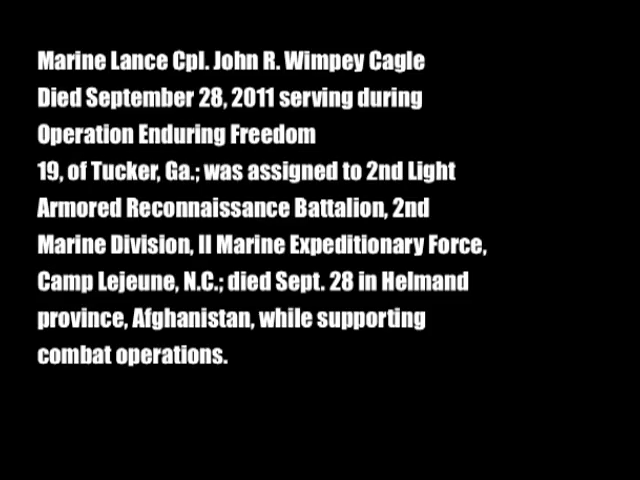 Marine Lance Cpl. John R. Wimpey Cagle
Died September 28, 2011 serving during
Operation Enduring Freedom
19, of Tucker, Ga.; was assigned to 2nd Light
Armored Reconnaissance Battalion, 2nd
Marine Division, II Marine Expeditionary Force,
Camp Lejeune, N.C.; died Sept. 28 in Helmand
province, Afghanistan, while supporting
combat operations.